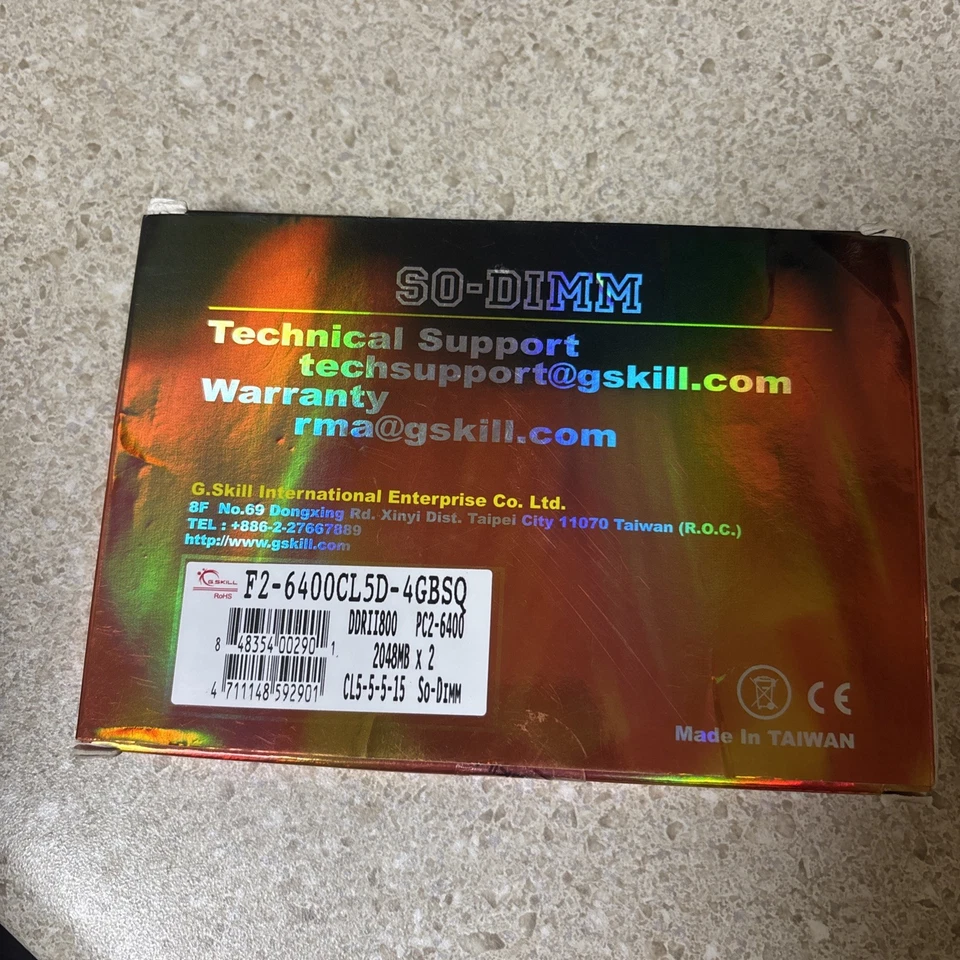 SO-DIMM
Technical Support
techsupport@gskill.com
Warranty
rma@gskill.com
G.Skill International Enterprise Co. Ltd.
8F No.69 Dongxing Rd. Xinyi Dist. Taipei City 11070 Taiwan (R.O.C.)
TEL : +886-2-27667889
http://www.gskill.com
G.SKILL
RoHS
F2-6400CL5D-4GBSQ
DDRII800 PC2-6400
8 48354 00290 1
2048MB x 2
4 711148 592901
CL5-5-5-15 So-Dimm
CE
Made In TAIWAN